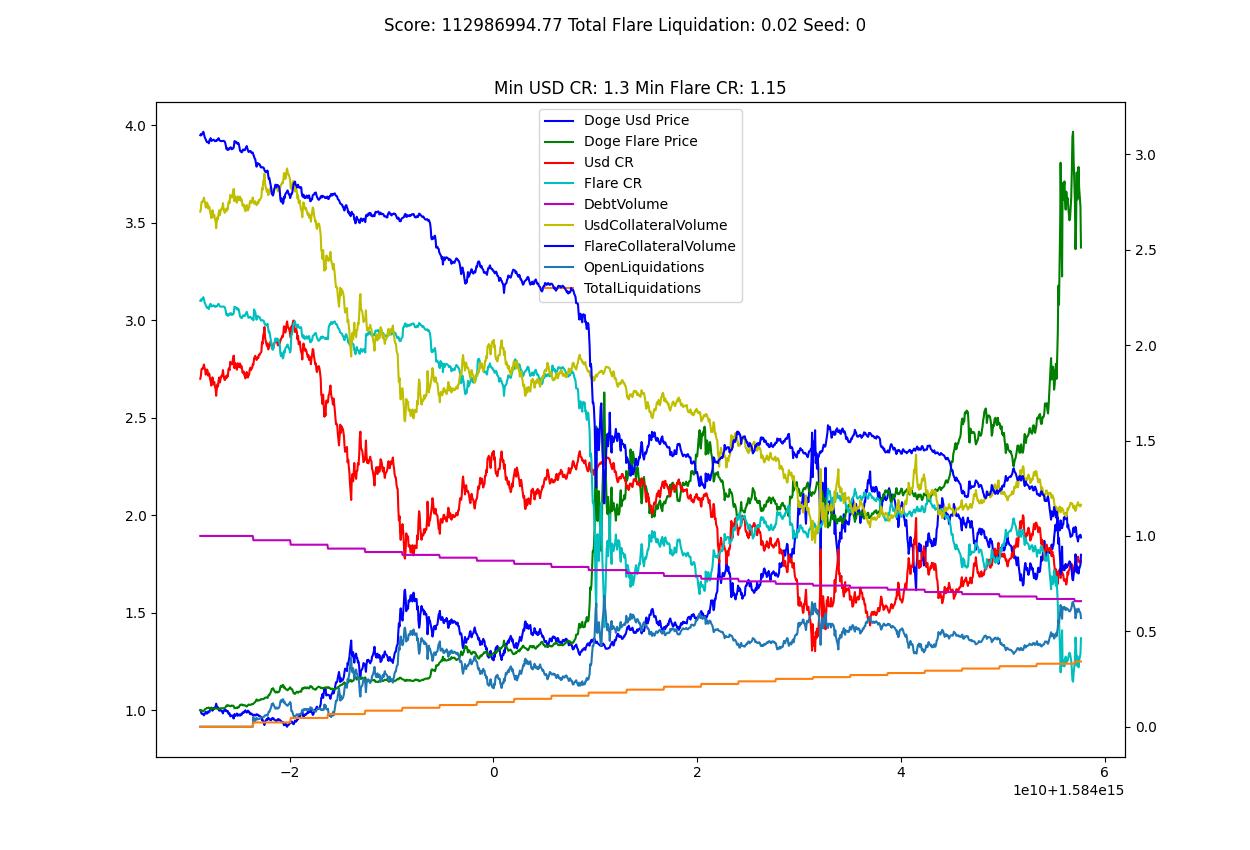 Score: 112986994.77 Total Flare Liquidation: 0.02 Seed: 0
Min USD CR: 1.3 Min Flare CR: 1.15
Doge Usd Price
Doge Flare Price
Usd CR
Flare CR
DebtVolume
UsdCollateralVolume
FlareCollateralVolume
OpenLiquidations
TotalLiquidations
4.0
3.5
3.0
2.5
2.0
1.5
1.0
3.0
2.5
2.0
1.5
1.0
0.5
0.0
−2
0
2
4
6
1e10+1.584e15